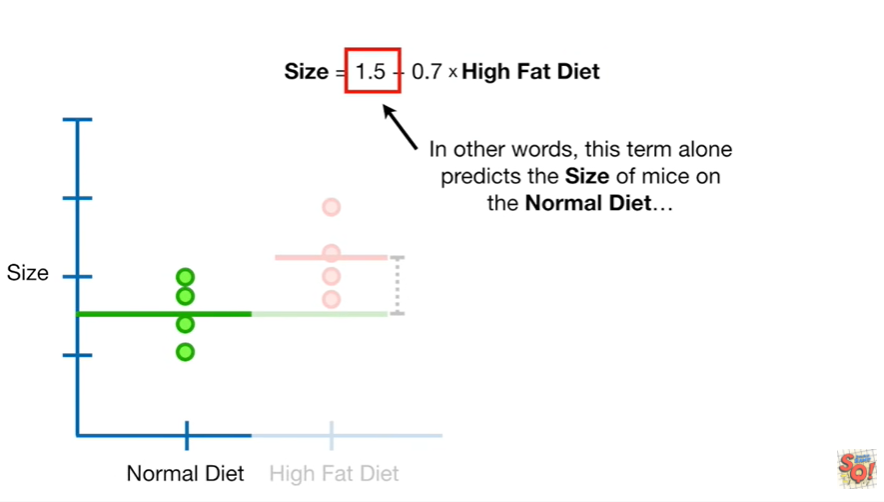 Size = 1.5 + 0.7 x High Fat Diet
In other words, this term alone
predicts the Size of mice on
the Normal Diet…
Size
Normal Diet
High Fat Diet
SQ!